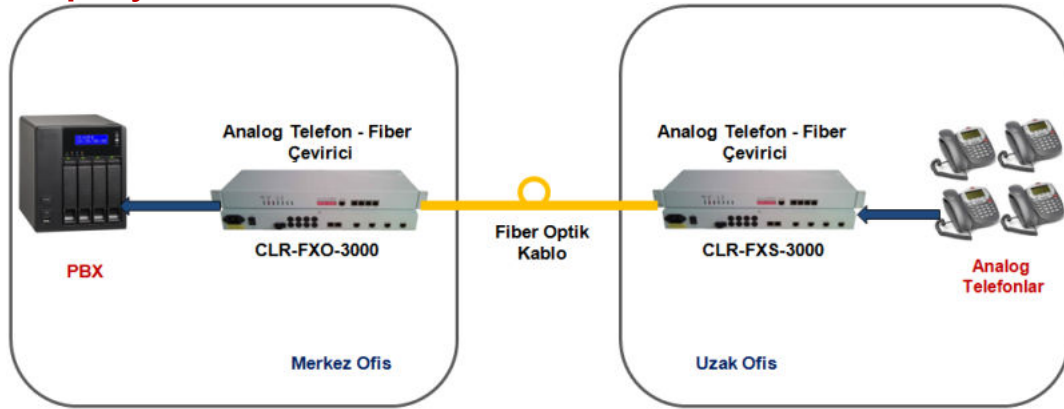 Analog Telefon - Fiber
Çevirici
CLR-FXO-3000
PBX
Merkez Ofis
Fiber Optik
Kablo
Analog Telefon - Fiber
Çevirici
CLR-FXS-3000
Analog
Telefonlar
Uzak Ofis